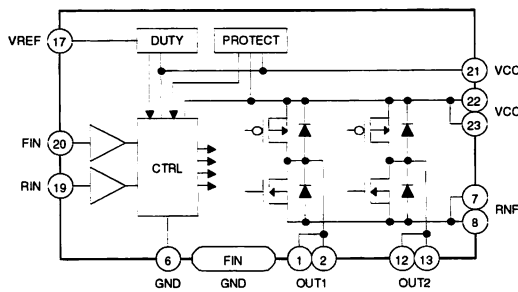 VREF 17 DUTY PROTECT
21 VCC
22
VCC
23
FIN 20
CTRL
RIN 19
7
RNF
8
6 FIN 1 2 12 13
GND GND OUT1 OUT2